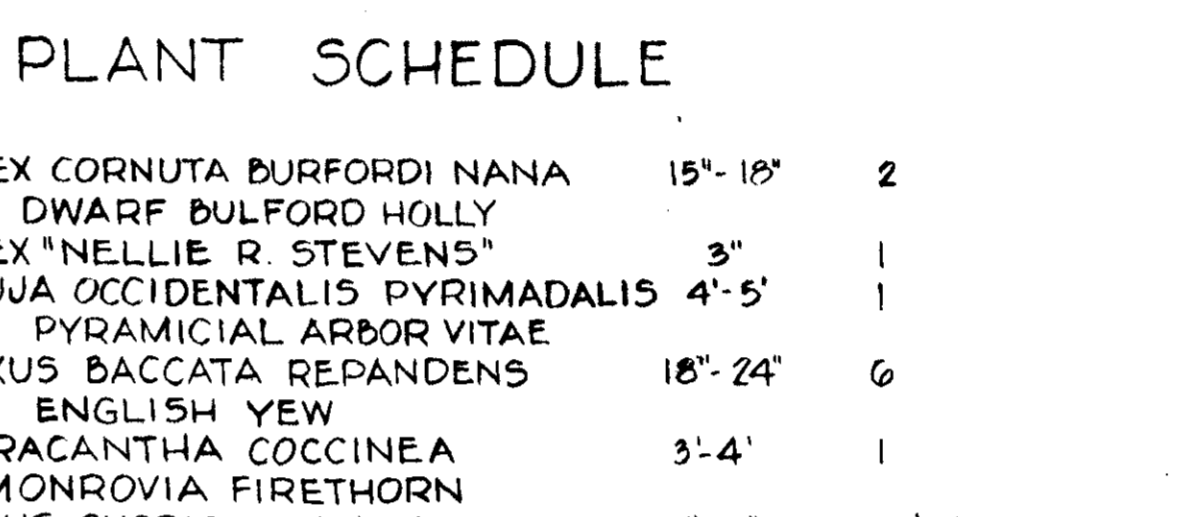 PLANT SCHEDULE
EX CORNUTA BURFORDI NANA 15"- 18" 2
DWARF BULFORD HOLLY
EX "NELLIE R. STEVENS" 3" 1
UJA OCCIDENTALIS PYRIMADALIS 4'-5' 1
PYRAMICIAL ARBOR VITAE
XUS BACCATA REPANDENS 18"- 24" 6
ENGLISH YEW
RACANTHA COCCINEA 3'-4' 1
MONROVIA FIRETHORN